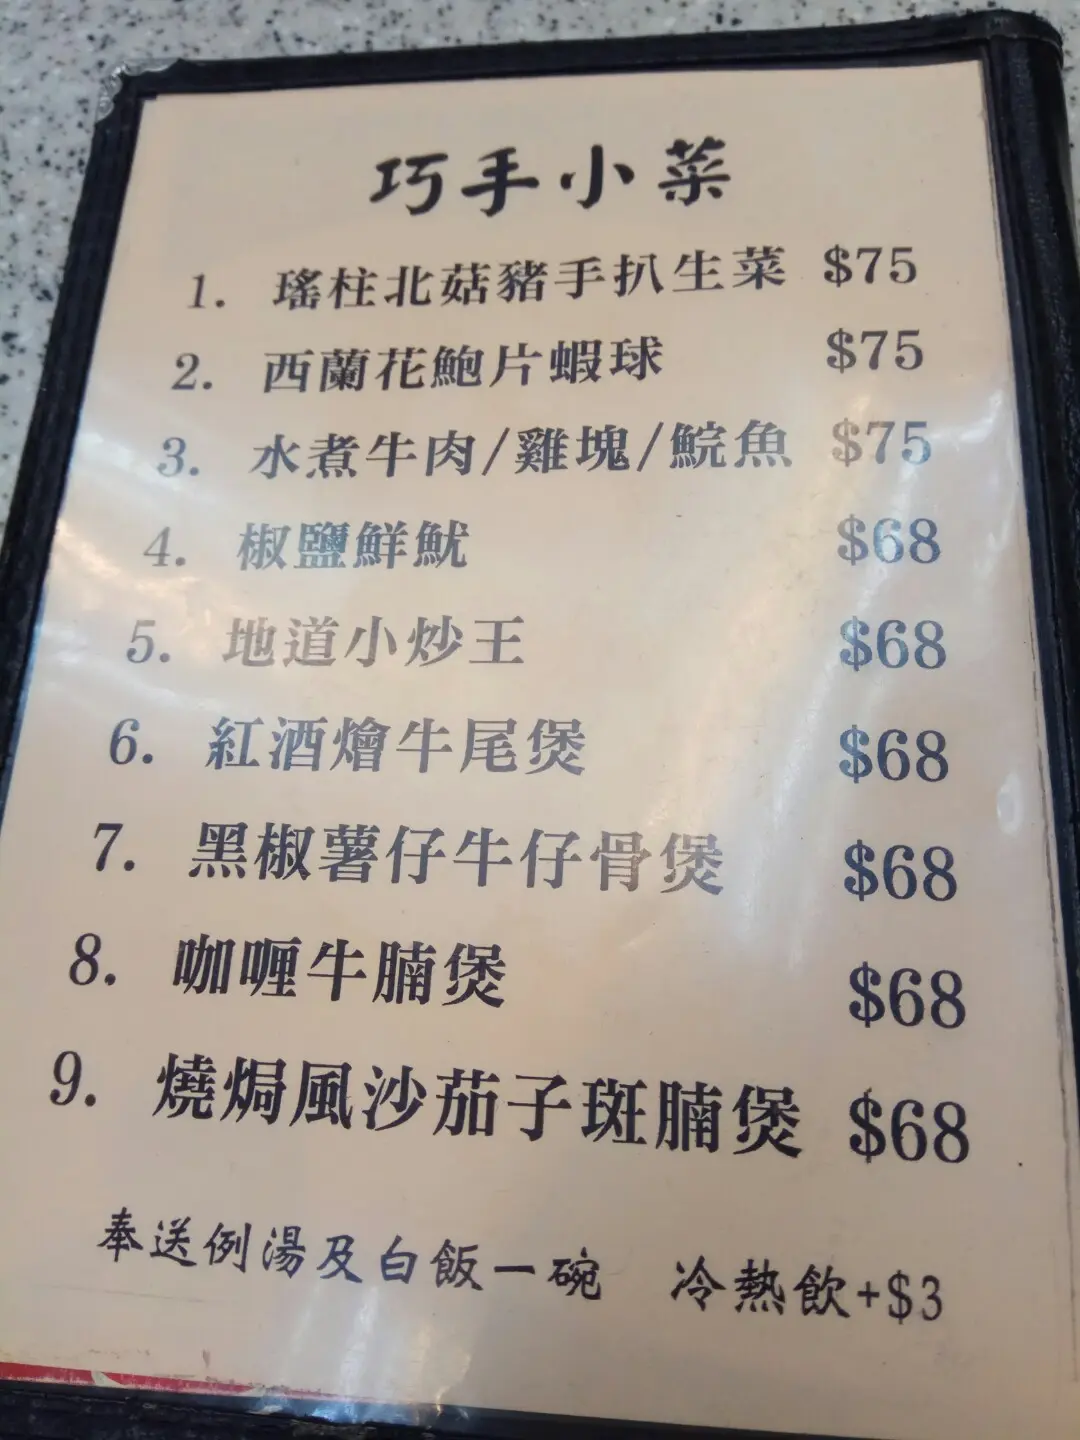 巧手小菜
1. 瑤柱北菇豬手扒生菜 $75
2. 西蘭花鮑片蝦球 $75
3. 水煮牛肉/雞塊/鯇魚 $75
4. 椒鹽鮮魷 $68
5. 地道小炒王 $68
6. 紅酒燴牛尾煲 $68
7. 黑椒薯仔牛仔骨煲 $68
8. 咖喱牛腩煲 $68
9. 燒焗風沙茄子斑腩煲 $68
奉送例湯及白飯一碗 冷熱飲+$3